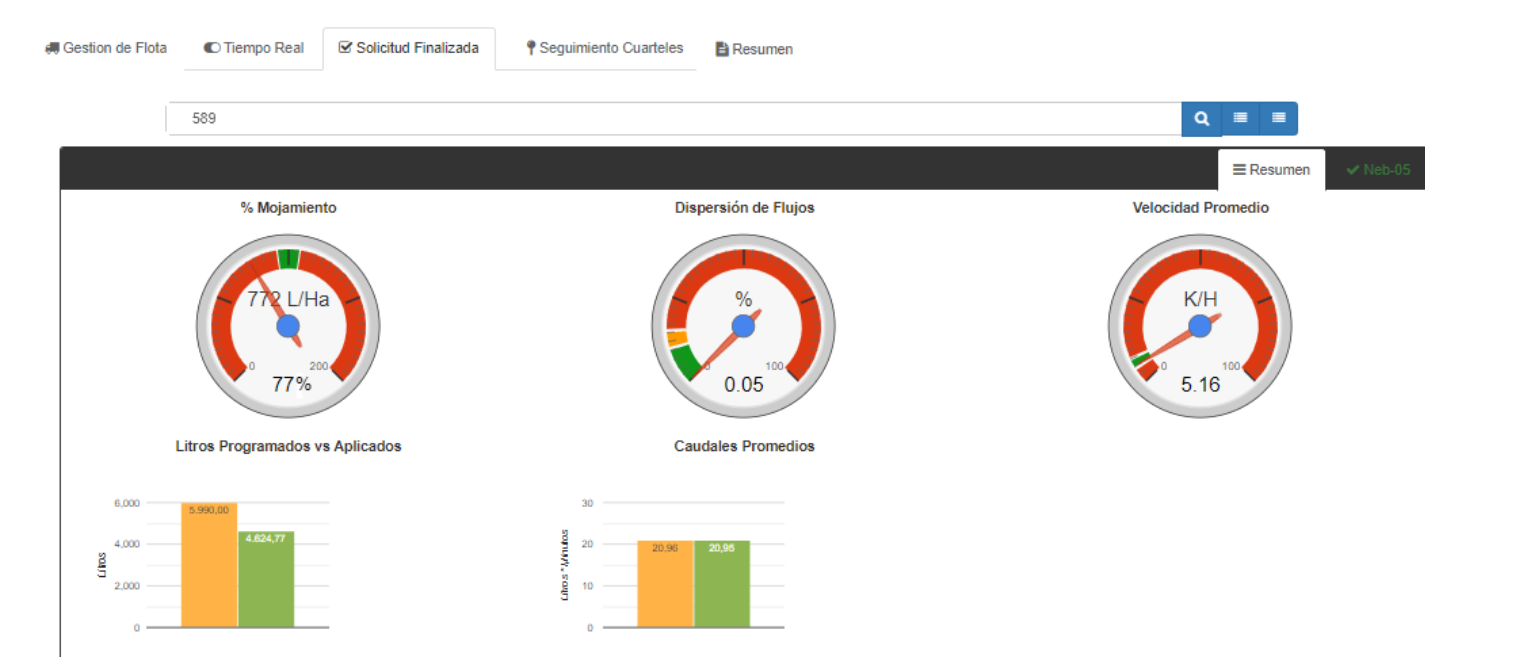 Gestion de Flota Tiempo Real Solicitud Finalizada Seguimiento Cuarteles Resumen
589
Resumen Neb-05
% Mojamiento Dispersión de Flujos Velocidad Promedio
772 L/Ha
0 200
77%
%
0 100
0.05
K/H
0 100
5.16
Litros Programados vs Aplicados Caudales Promedios
6,000
4,000
2,000
0
Litros
5.990,00
4.624,77
30
20
10
0
Litros * Minutos
20,96
20,95